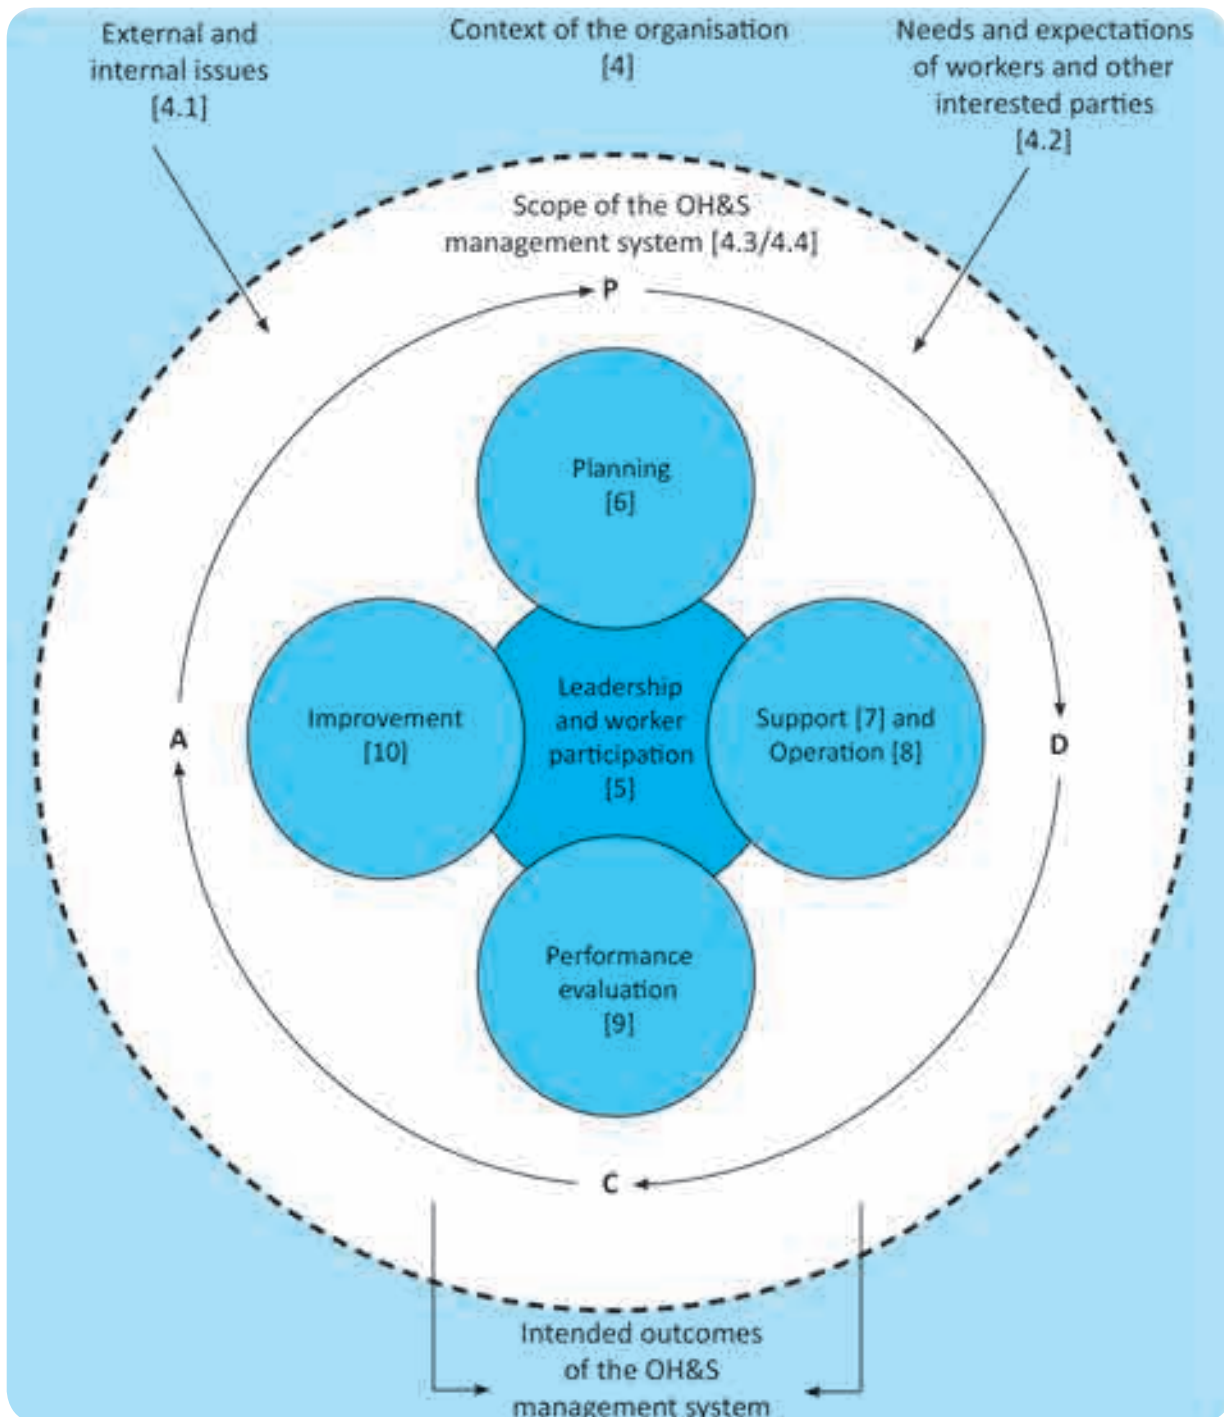 External and
internal issues
[4.1]
Context of the organisation
[4]
Needs and expectations
of workers and other
interested parties
[4.2]
Scope of the OH&S
management system [4.3/4.4]
P
Planning
[6]
Leadership
and worker
participation
[5]
Improvement
[10]
Support [7] and
Operation [8]
A
D
Performance
evaluation
[9]
C
Intended outcomes
of the OH&S
management system